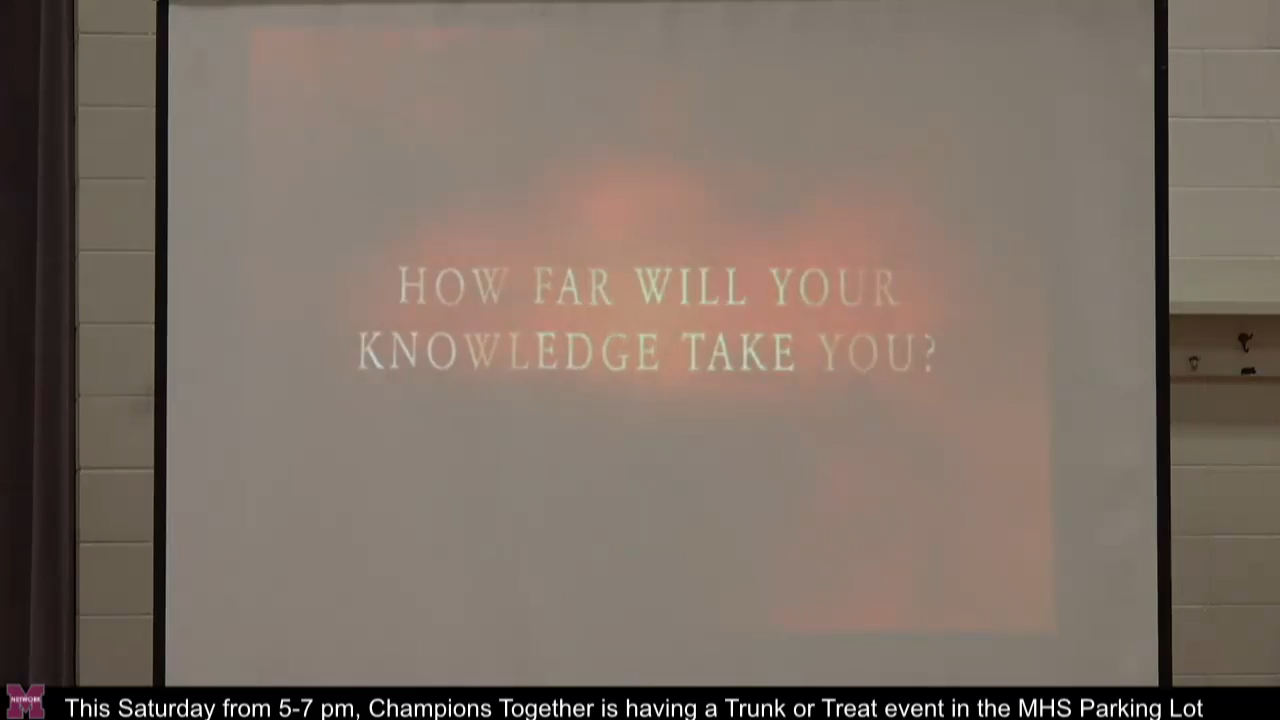 HOW FAR WILL YOUR
KNOWLEDGE TAKE YOU?
M
NETWORK
This Saturday from 5-7 pm, Champions Together is having a Trunk or Treat event in the MHS Parking Lot